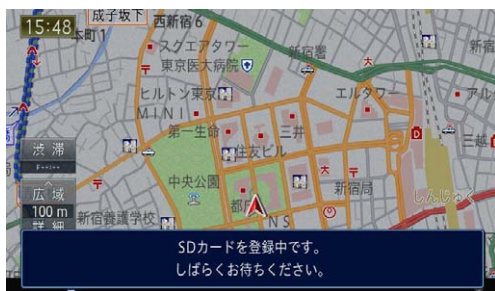 15:48
成子坂下
西新宿6
本町1
スクエアタワー
新宿
東京医大病院
ヒルトン東京
エルタワー
アル
MINI
第一生命
三井
三越
渋滞
住友ビル
中央公園
新宿局
しんじゅく
広域
100m
詳細
新宿養護学校
都庁
NS
SDカードを登録中です。
しばらくお待ちください。